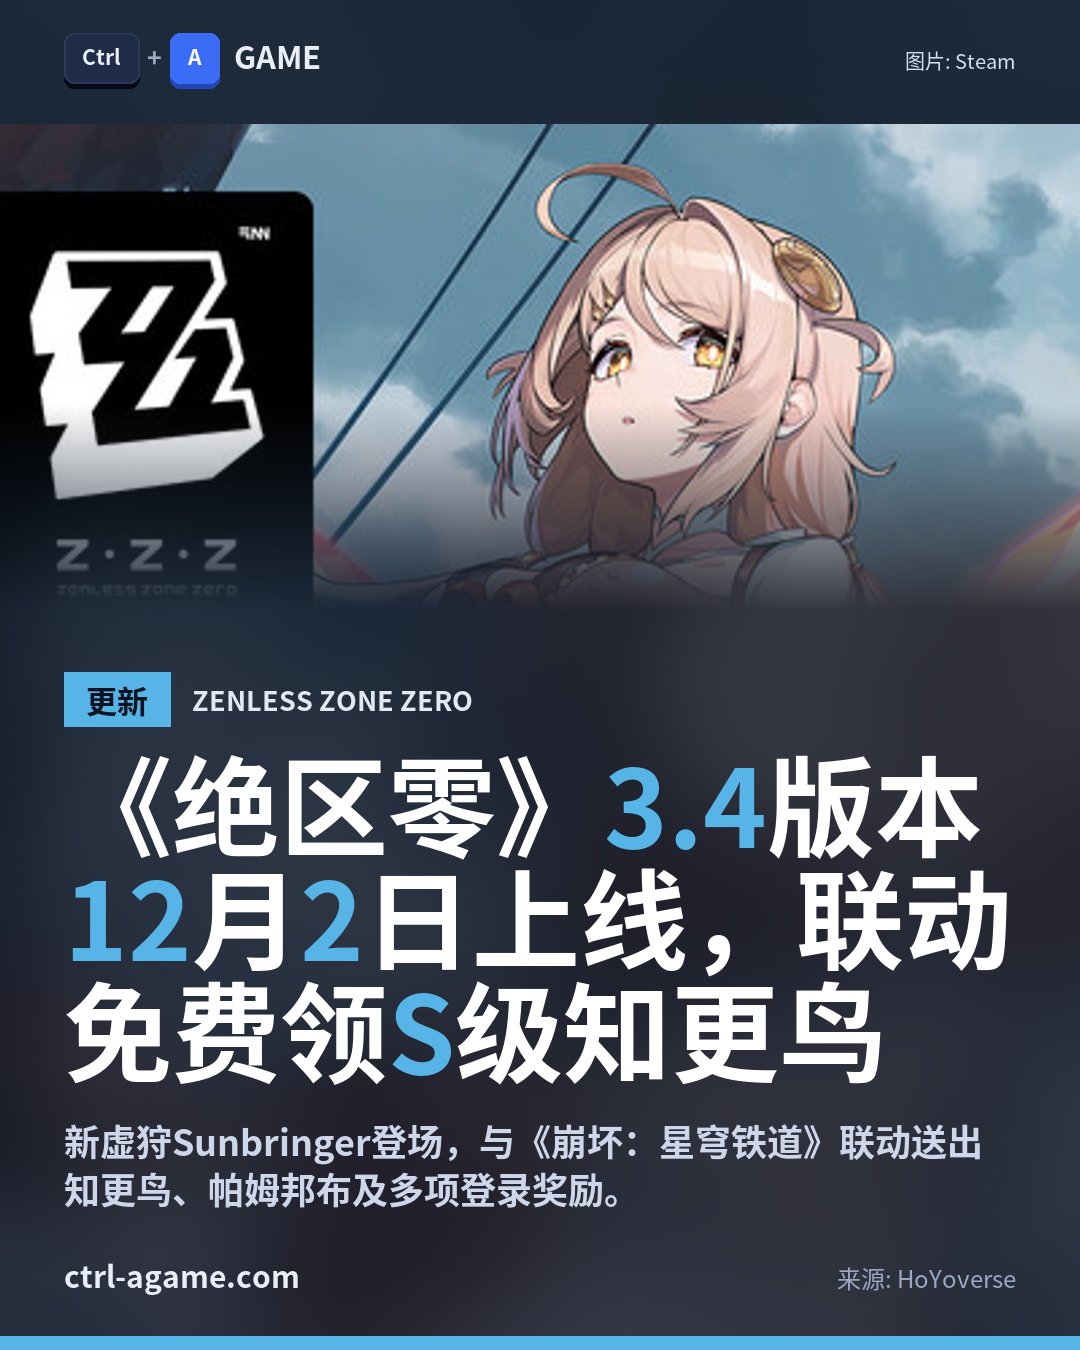 Ctrl + A GAME
图片: Steam
Z·Z·Z
zenless zone zero
更新 ZENLESS ZONE ZERO
《绝区零》3.4版本
12月2日上线，联动
免费领S级知更鸟
新虚狩Sunbringer登场，与《崩坏：星穹铁道》联动送出
知更鸟、帕姆邦布及多项登录奖励。
ctrl-agame.com
来源: HoYoverse